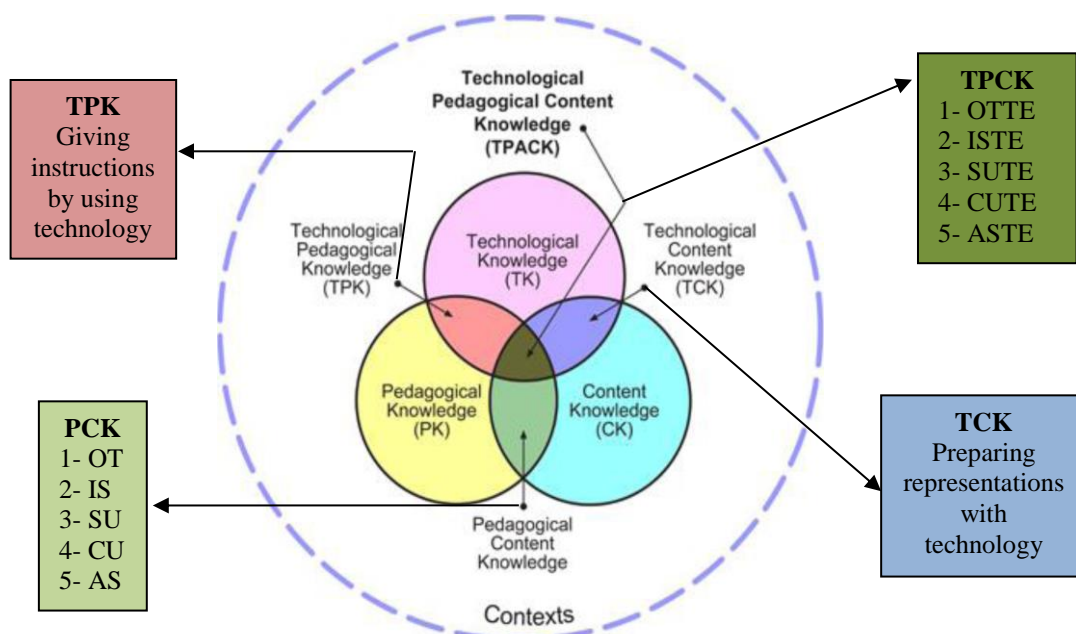 Technological
Pedagogical Content
Knowledge
(TPACK)
TPK
Giving
instructions
by using
technology
TPCK
1- OTTE
2- ISTE
3- SUTE
4- CUTE
5- ASTE
Technological
Pedagogical
Knowledge
(TPK)
Technological
Knowledge
(TK)
Technological
Content
Knowledge
(TCK)
Pedagogical
Knowledge
(PK)
Content
Knowledge
(CK)
PCK
1- OT
2- IS
3- SU
4- CU
5- AS
TCK
Preparing
representations
with
technology
Pedagogical
Content
Knowledge
Contexts